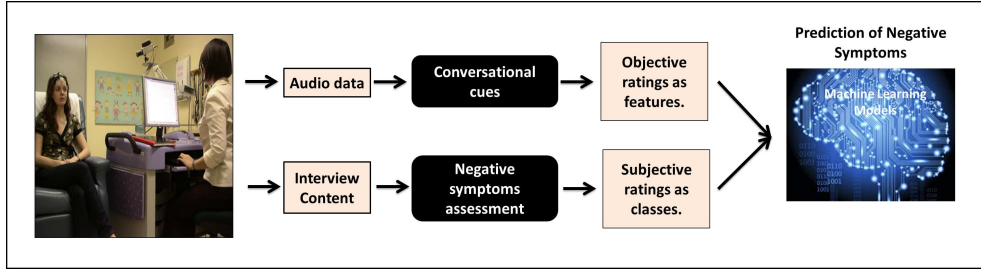 Audio data
Conversational
cues
Objective
ratings as
features.
Interview
Content
Negative
symptoms
assessment
Subjective
ratings as
classes.
Prediction of Negative
Symptoms
Machine Learning
Models